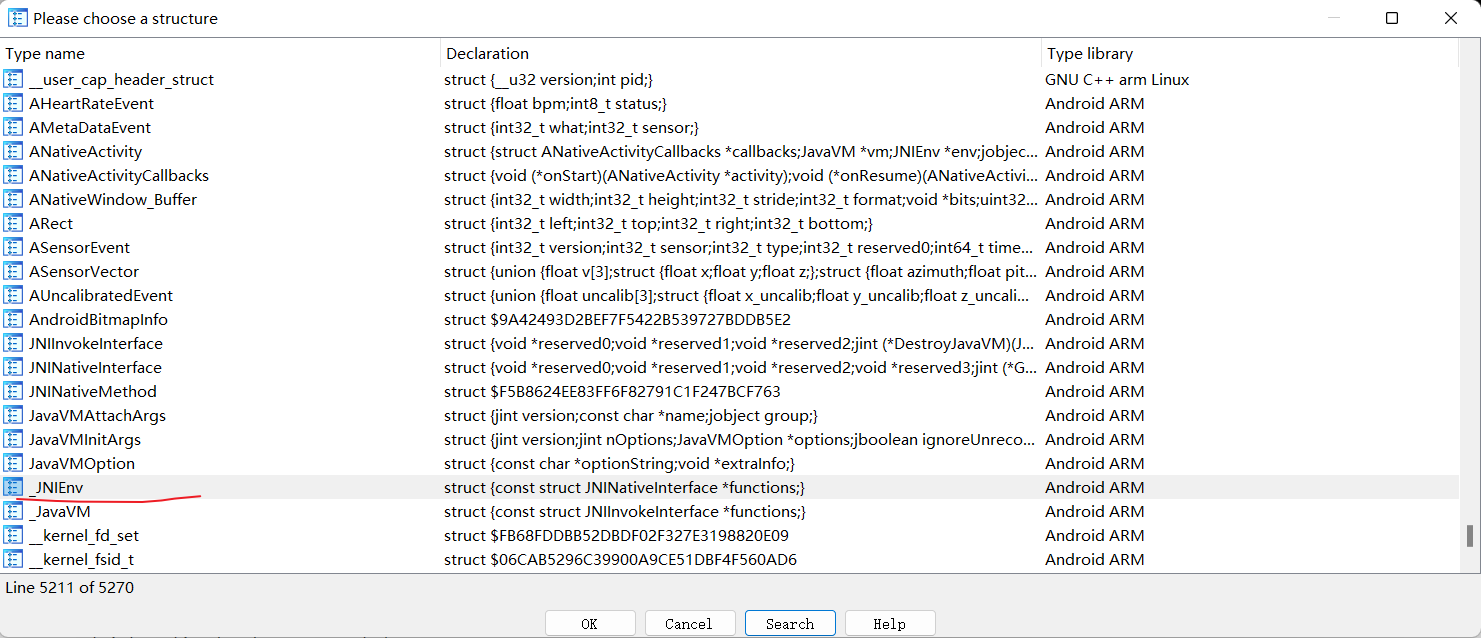 Please choose a structure
Type name Declaration Type library
__user_cap_header_struct struct {__u32 version;int pid;} GNU C++ arm Linux
AHeartRateEvent struct {float bpm;int8_t status;} Android ARM
AMetaDataEvent struct {int32_t what;int32_t sensor;} Android ARM
ANativeActivity struct {struct ANativeActivityCallbacks *callbacks;JavaVM *vm;JNIEnv *env;jobjec... Android ARM
ANativeActivityCallbacks struct {void (*onStart)(ANativeActivity *activity);void (*onResume)(ANativeActivi... Android ARM
ANativeWindow_Buffer struct {int32_t width;int32_t height;int32_t stride;int32_t format;void *bits;uint32... Android ARM
ARect struct {int32_t left;int32_t top;int32_t right;int32_t bottom;} Android ARM
ASensorEvent struct {int32_t version;int32_t sensor;int32_t type;int32_t reserved0;int64_t time... Android ARM
ASensorVector struct {union {float v[3];struct {float x;float y;float z;};struct {float azimuth;float pit... Android ARM
AUncalibratedEvent struct {union {float uncalib[3];struct {float x_uncalib;float y_uncalib;float z_uncali... Android ARM
AndroidBitmapInfo struct $9A42493D2BEF7F5422B539727BDDB5E2 Android ARM
JNIInvokeInterface struct {void *reserved0;void *reserved1;void *reserved2;jint (*DestroyJavaVM)(J... Android ARM
JNINativeInterface struct {void *reserved0;void *reserved1;void *reserved2;void *reserved3;jint (*G... Android ARM
JNINativeMethod struct $F5B8624EE83FF6F82791C1F247BCF763 Android ARM
JavaVMAttachArgs struct {jint version;const char *name;jobject group;} Android ARM
JavaVMInitArgs struct {jint version;jint nOptions;JavaVMOption *options;jboolean ignoreUnreco... Android ARM
JavaVMOption struct {const char *optionString;void *extraInfo;} Android ARM
_JNIEnv struct {const struct JNINativeInterface *functions;} Android ARM
_JavaVM struct {const struct JNIInvokeInterface *functions;} Android ARM
__kernel_fd_set struct $FB68FDDBB52DBDF02F327E3198820E09 Android ARM
__kernel_fsid_t struct $06CAB5296C39900A9CE51DBF4F560AD6 Android ARM
Line 5211 of 5270
OK Cancel Search Help